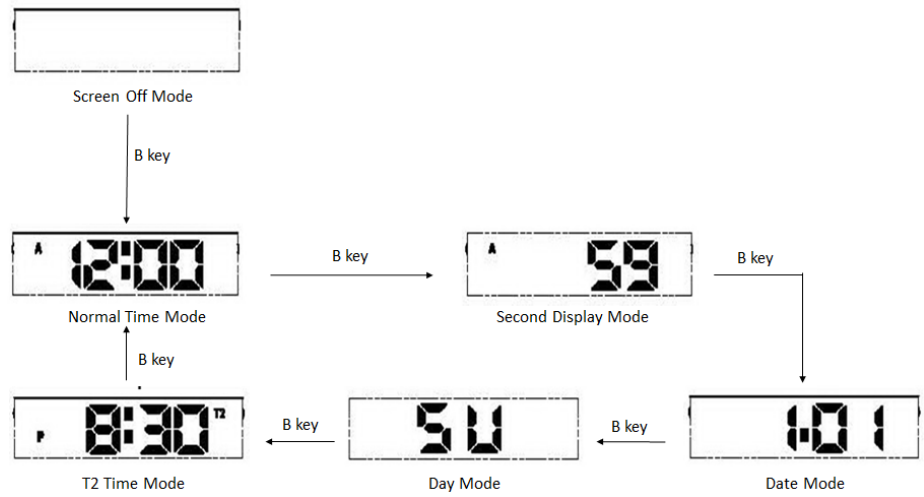 Screen Off Mode
B key
A 12:00
B key
A 59
B key
Normal Time Mode
Second Display Mode
B key
P 8:30 T2
B key
SU
B key
1-01
T2 Time Mode
Day Mode
Date Mode